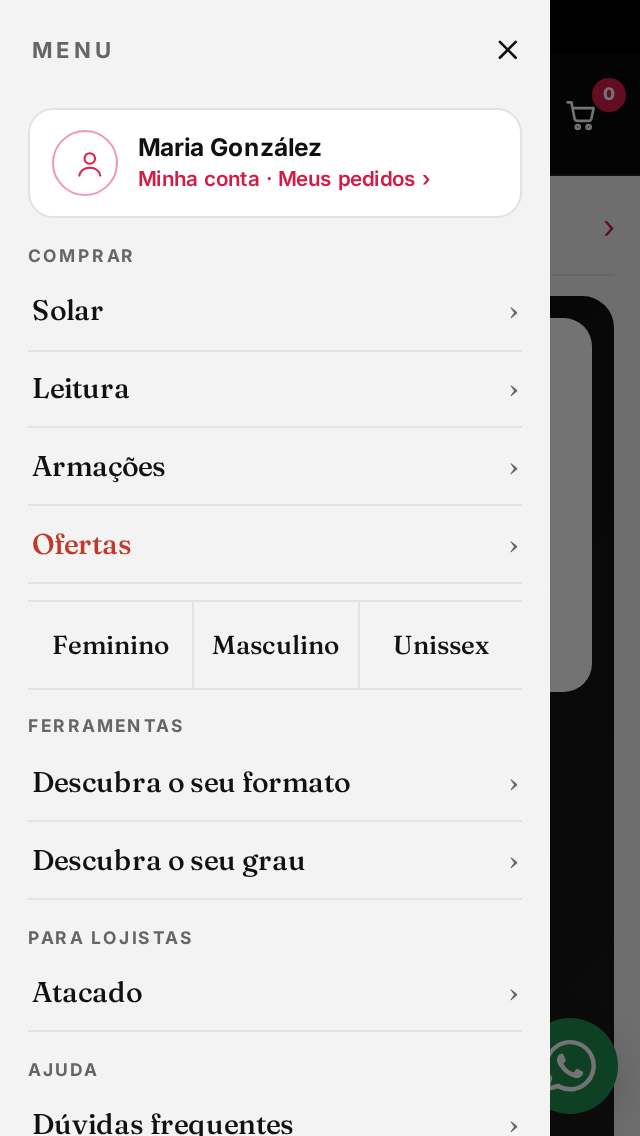 MENU
0
Maria González
Minha conta · Meus pedidos ›
COMPRAR
Solar
Leitura
Armações
Ofertas
Feminino Masculino Unissex
FERRAMENTAS
Descubra o seu formato
Descubra o seu grau
PARA LOJISTAS
Atacado
AJUDA
Dúvidas frequentes